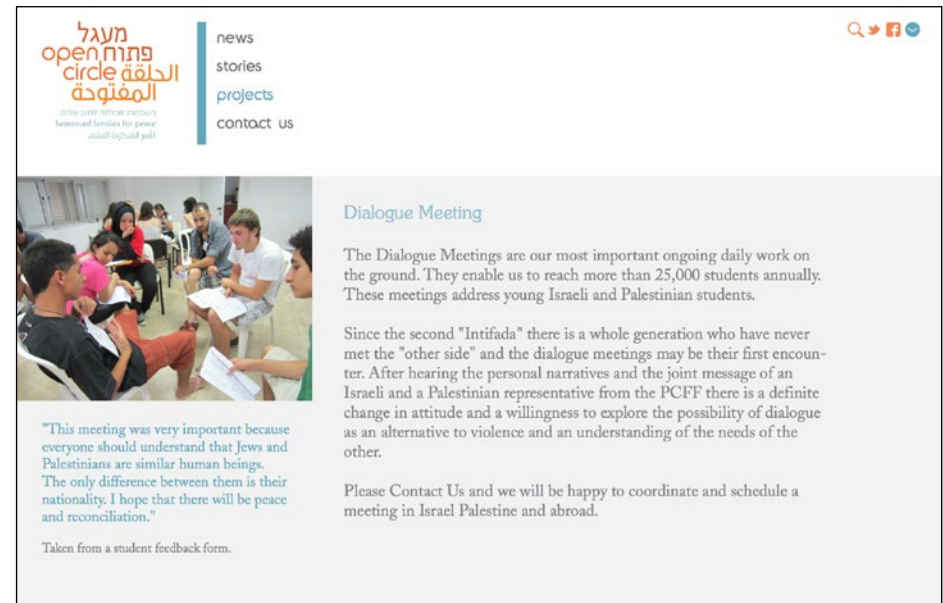 מעגל
open פתוח
circle الحلقة
المفتوحة
משפחות שכולות למען שלום
bereaved families for peace
news
stories
projects
contact us
Dialogue Meeting
The Dialogue Meetings are our most important ongoing daily work on
the ground. They enable us to reach more than 25,000 students annually.
These meetings address young Israeli and Palestinian students.
Since the second "Intifada" there is a whole generation who have never
met the "other side" and the dialogue meetings may be their first encoun-
ter. After hearing the personal narratives and the joint message of an
Israeli and a Palestinian representative from the PCFF there is a definite
change in attitude and a willingness to explore the possibility of dialogue
as an alternative to violence and an understanding of the needs of the
other.
Please Contact Us and we will be happy to coordinate and schedule a
meeting in Israel Palestine and abroad.
"This meeting was very important because
everyone should understand that Jews and
Palestinians are similar human beings.
The only difference between them is their
nationality. I hope that there will be peace
and reconciliation."
Taken from a student feedback form.